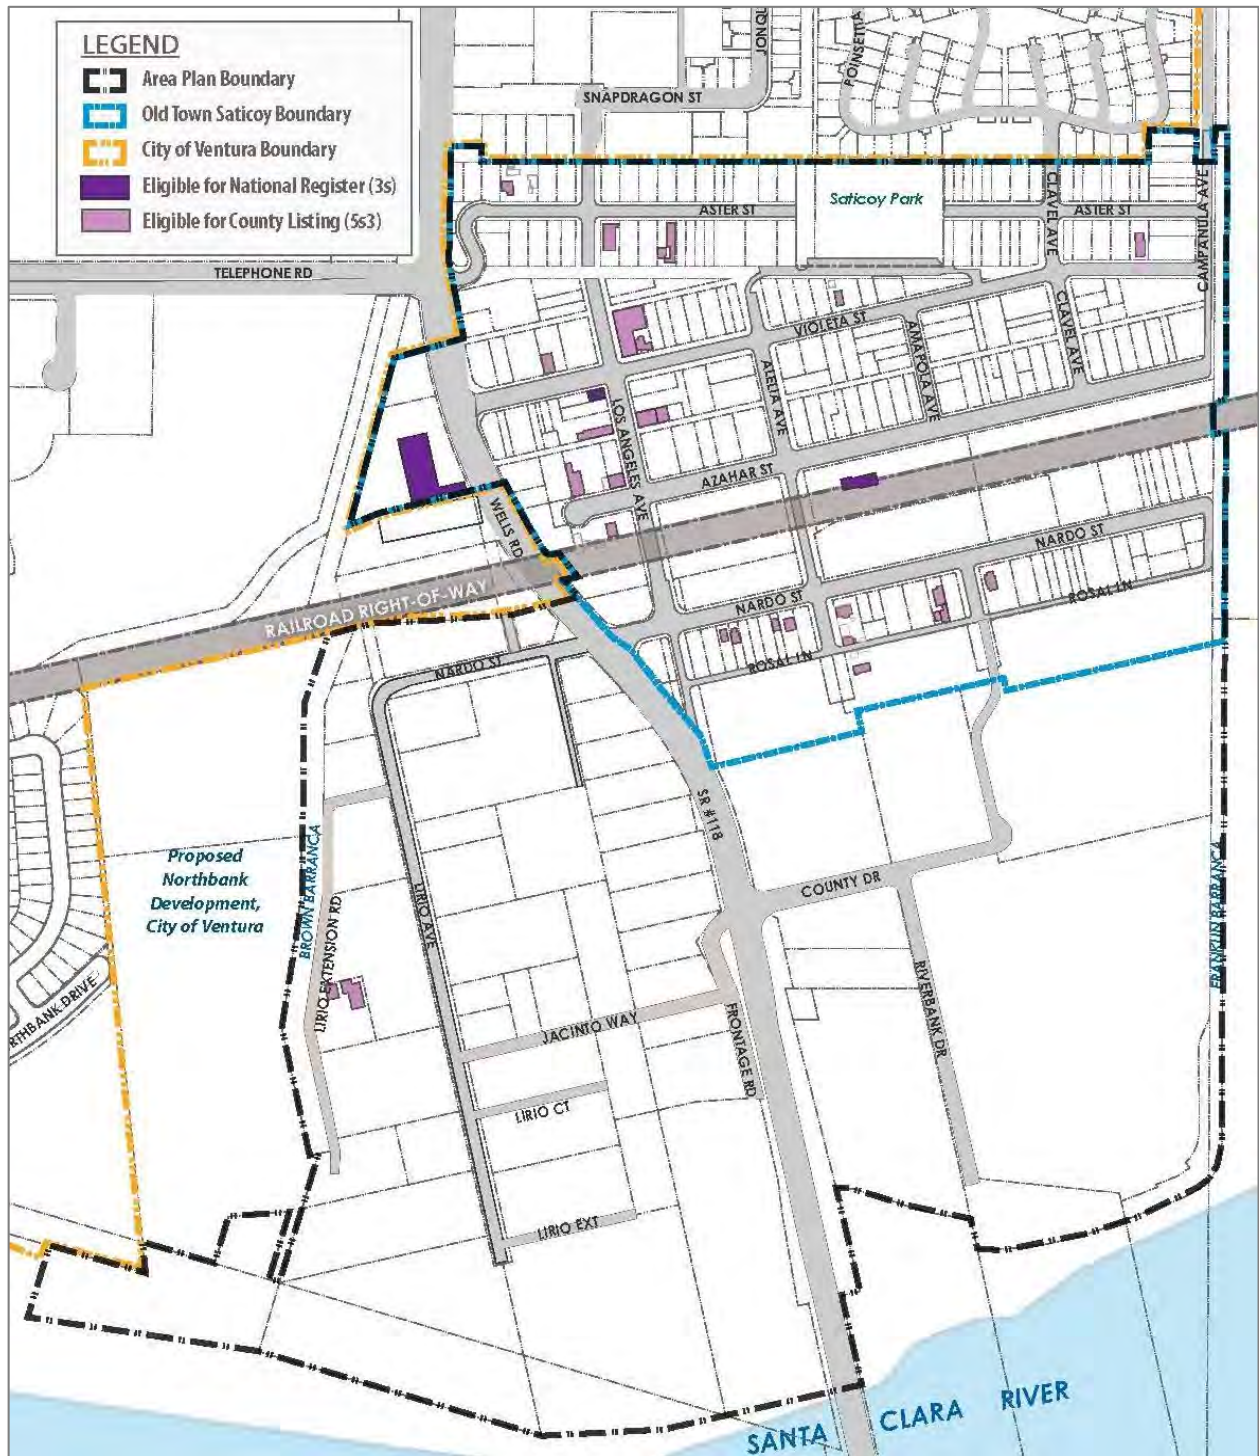 LEGEND
Area Plan Boundary
Old Town Saticoy Boundary
City of Ventura Boundary
Eligible for National Register (3s)
Eligible for County Listing (5s3)
JONQU
POINSETTA
SNAPDRAGON ST
Saticoy Park
ASTER ST
CLAVEL AVE
ASTER ST
CAMPANULA AVE
TELEPHONE RD
VIOLETA ST
CLAVEL AVE
AMAPOLA AVE
ALELIA AVE
LOS ANGELES AVE
AZAHAR ST
WELLS RD
NARDO ST
RAILROAD RIGHT-OF-WAY
NARDO ST
ROSAL LN
ROSAL LN
NARDO ST
SR #118
Proposed
Northbank
Development,
City of Ventura
BROWN BARRANCA
LIRIO AVE
COUNTY DR
FRANKLIN BARRANCA
LIRIO EXTENSION RD
RTHBANK DRIVE
RIVERBANK DR
JACINTO WAY
FRONTAGE RD
LIRIO CT
LIRIO EXT
SANTA CLARA RIVER